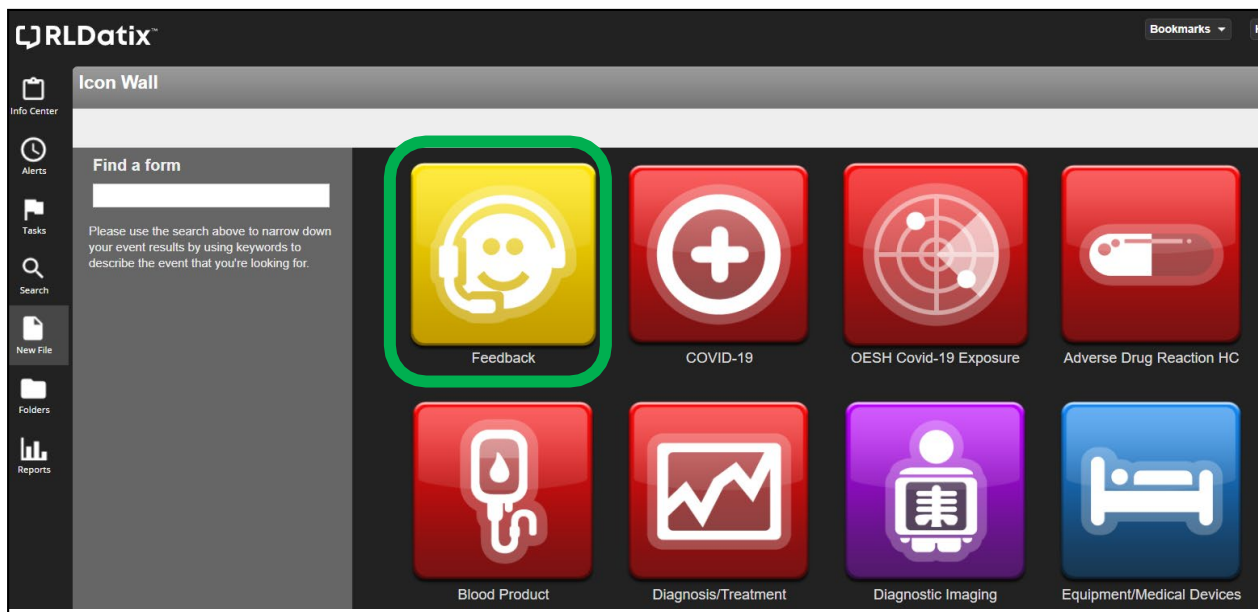 RLDatix™
Bookmarks
Icon Wall
Info Center
Alerts
Tasks
Search
New File
Folders
Reports
Find a form
Please use the search above to narrow down
your event results by using keywords to
describe the event that you're looking for.
Feedback
COVID-19
OESH Covid-19 Exposure
Adverse Drug Reaction HC
Blood Product
Diagnosis/Treatment
Diagnostic Imaging
Equipment/Medical Devices